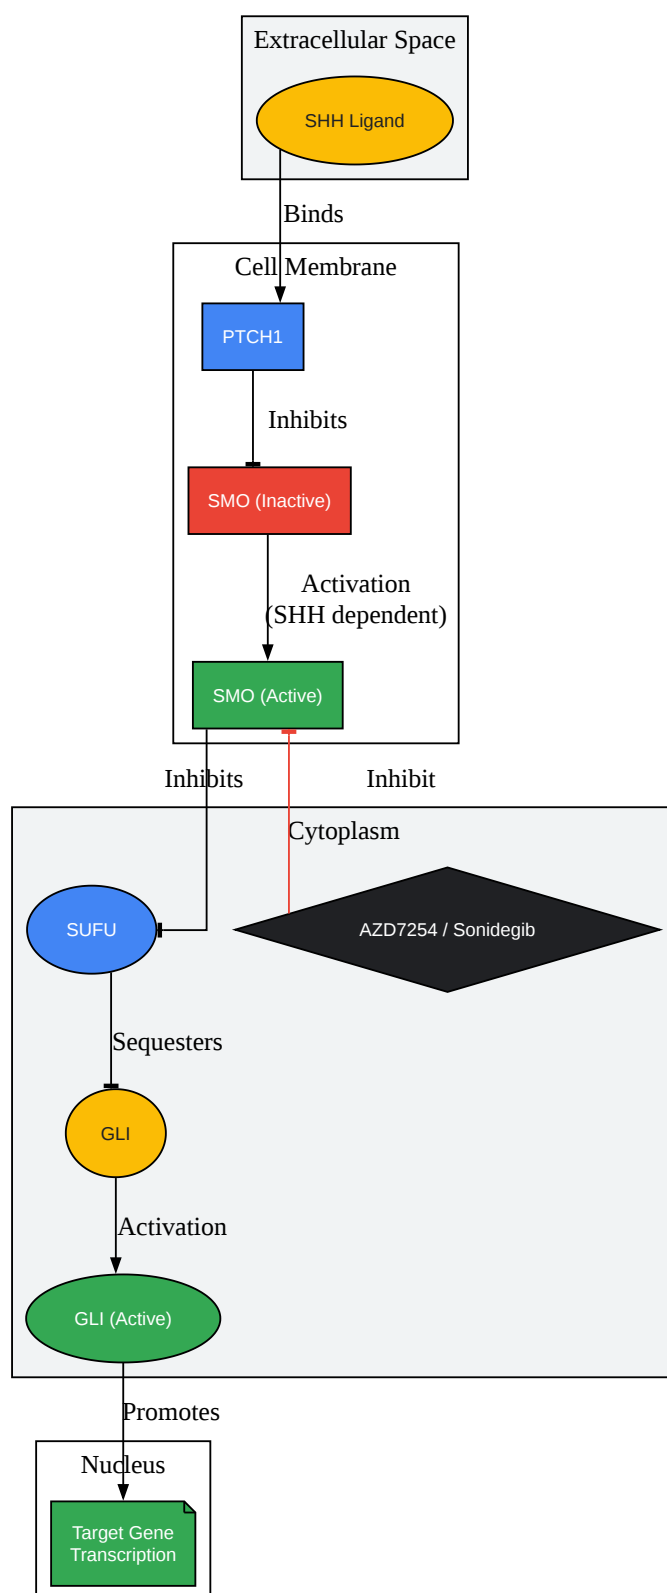 Extracellular Space
SHH Ligand
Binds
Cell Membrane
PTCH1
Inhibits
SMO (Inactive)
Activation
(SHH dependent)
SMO (Active)
Inhibits
Inhibit
Cytoplasm
SUFU
AZD7254 / Sonidegib
Sequesters
GLI
Activation
GLI (Active)
Promotes
Nucleus
Target Gene
Transcription